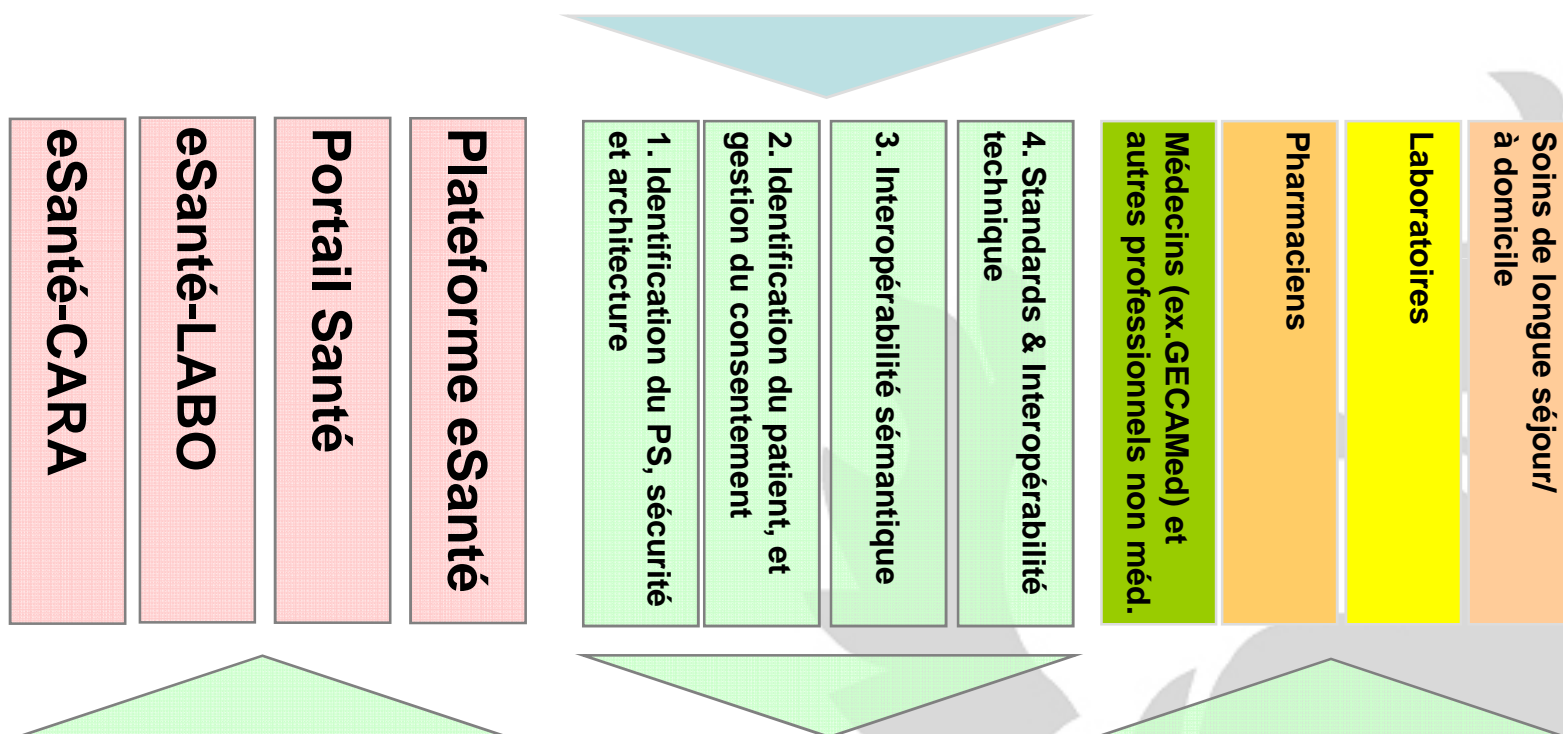 eSanté-CARA
eSanté-LABO
Portail Santé
Plateforme eSanté
1. Identification du PS, sécurité
et architecture
2. Identification du patient, et
gestion du consentement
3. Interopérabilité sémantique
4. Standards & Interopérabilité
technique
Médecins (ex.GECAMed) et
autres professionnels non méd.
Pharmaciens
Laboratoires
Soins de longue séjour/
à domicile